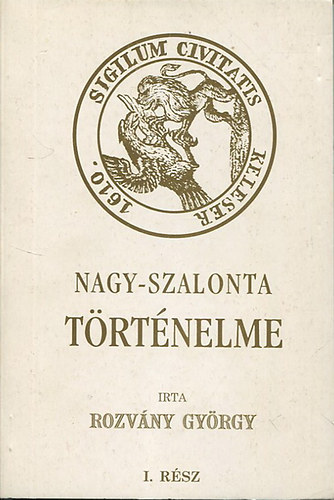 SIGILUM CIVITATIS KELESER 1610.
NAGY-SZALONTA
TÖRTÉNELME
IRTA
ROZVÁNY GYÖRGY
I. RÉSZ